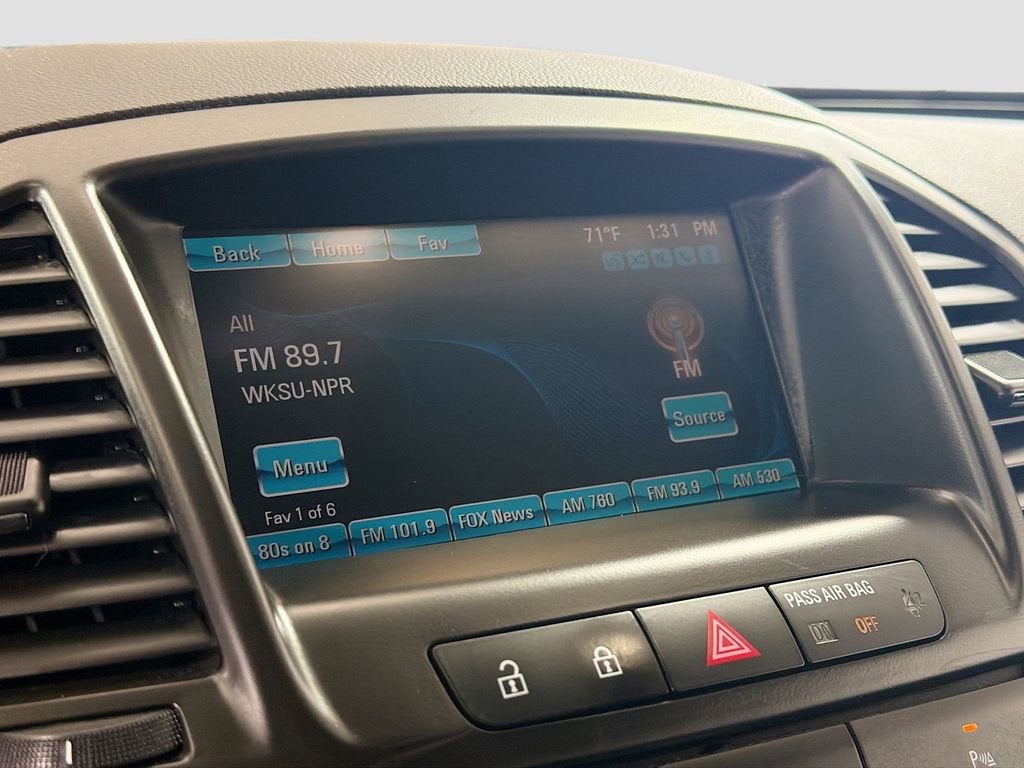 Back Home Fav 71°F 1:31 PM
All
FM 89.7
WKSU-NPR
FM
Source
Menu
Fav 1 of 6
80s on 8 FM 101.9 FOX News AM 760 FM 93.9 AM 530
PASS AIR BAG
ON OFF 2
P